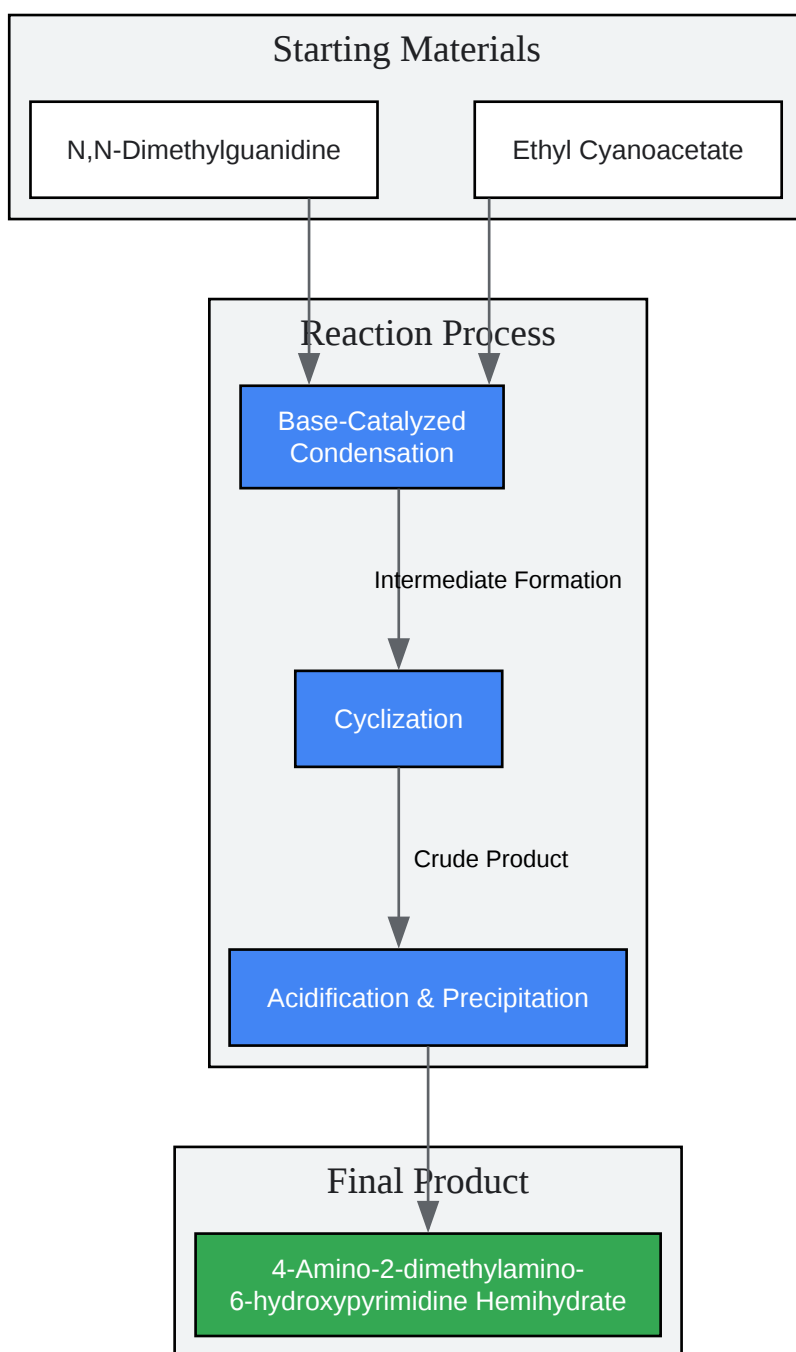 Starting Materials
N,N-Dimethylguanidine
Ethyl Cyanoacetate
Reaction Process
Base-Catalyzed
Condensation
Intermediate Formation
Cyclization
Crude Product
Acidification & Precipitation
Final Product
4-Amino-2-dimethylamino-
6-hydroxypyrimidine Hemihydrate